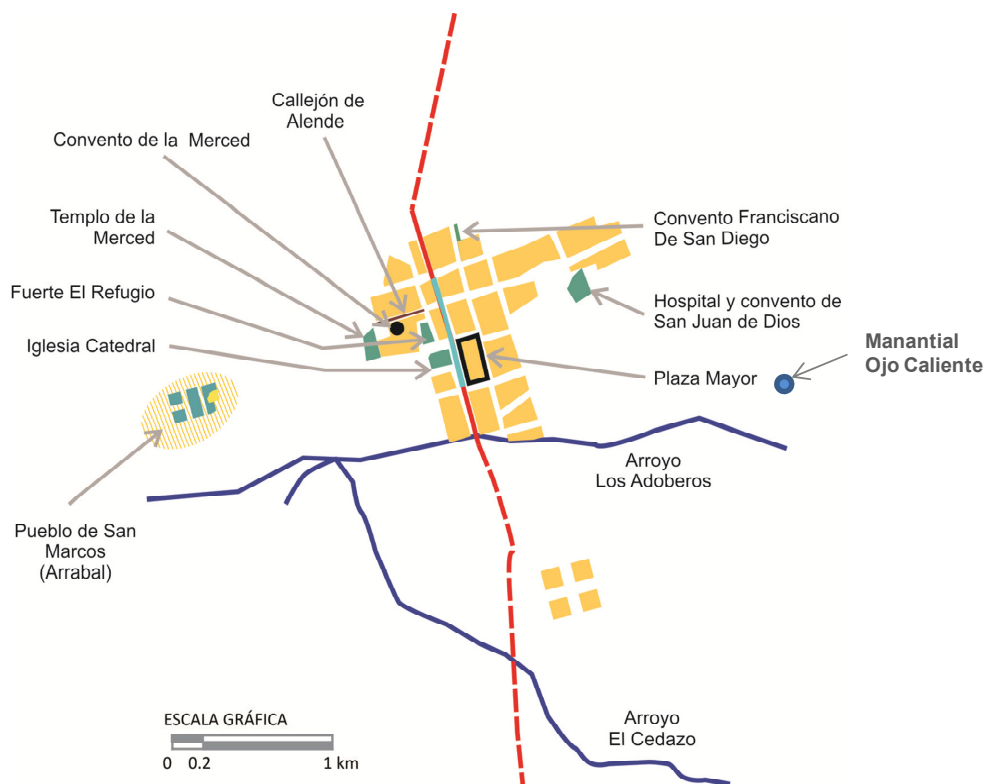 Callejón de
Alende
Convento de la Merced
Templo de la
Merced
Fuerte El Refugio
Iglesia Catedral
Convento Franciscano
De San Diego
Hospital y convento de
San Juan de Dios
Manantial
Ojo Caliente
Plaza Mayor
Arroyo
Los Adoberos
Pueblo de San
Marcos
(Arrabal)
Arroyo
El Cedazo
ESCALA GRÁFICA
0 0.2 1 km